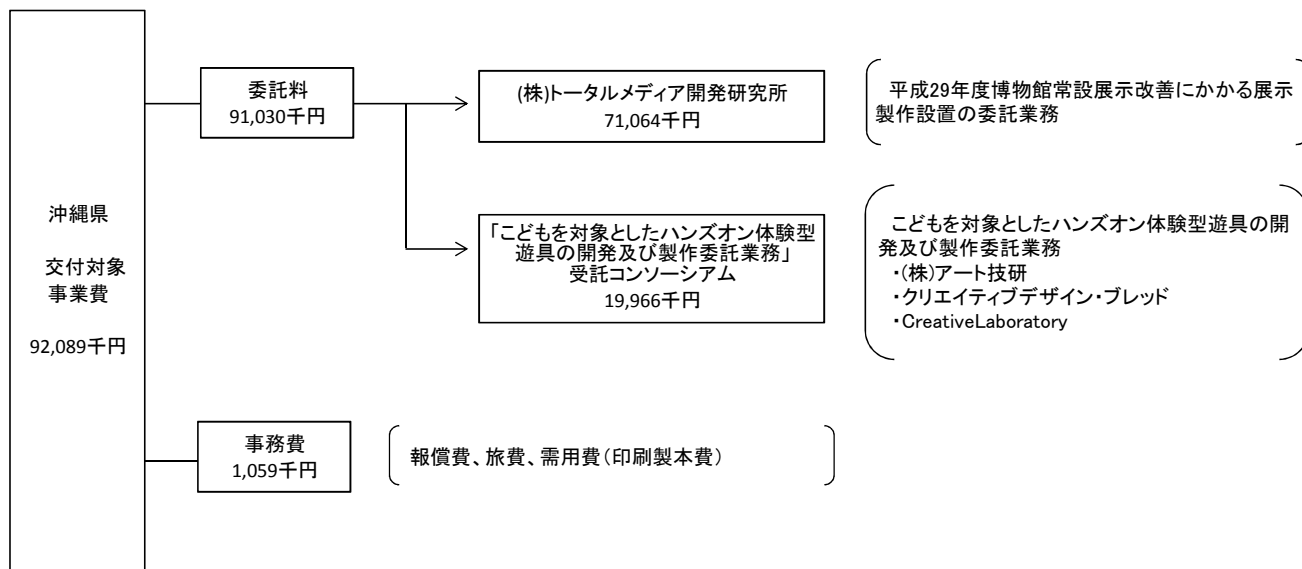 沖縄県
交付対象
事業費
92,089千円
委託料
91,030千円
(株)トータルメディア開発研究所
71,064千円
平成29年度博物館常設展示改善にかかる展示
製作設置の委託業務
「こどもを対象としたハンズオン体験型
遊具の開発及び製作委託業務」
受託コンソーシアム
19,966千円
こどもを対象としたハンズオン体験型遊具の開
発及び製作委託業務
・(株)アート技研
・クリエイティブデザイン・ブレッド
・CreativeLaboratory
事務費
1,059千円
報償費、旅費、需用費(印刷製本費)